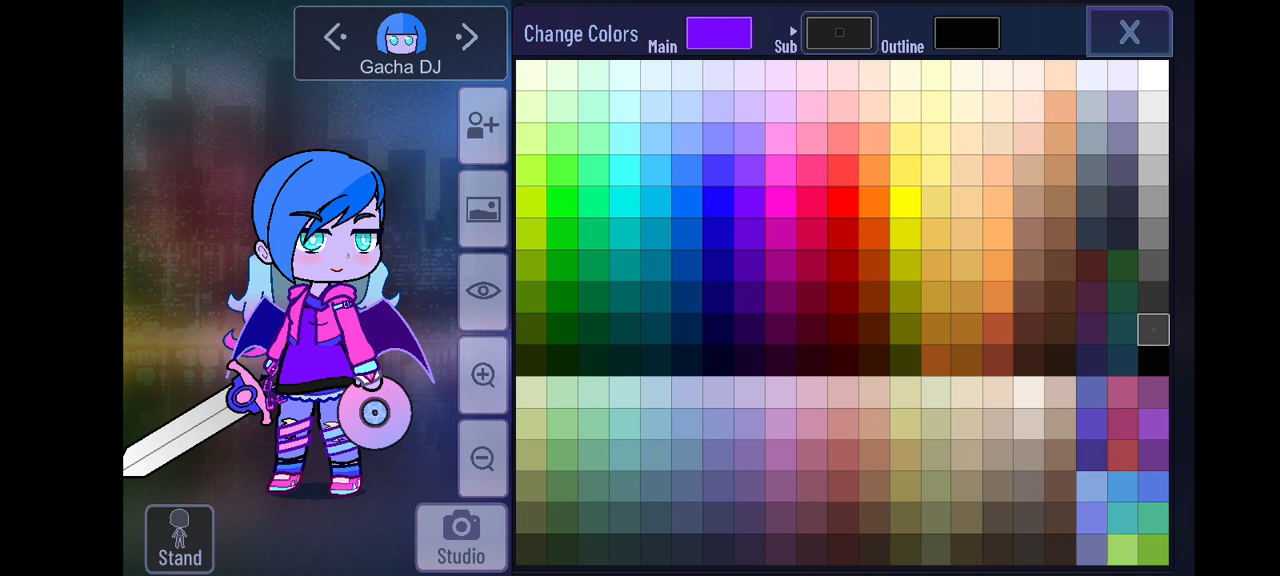 Gacha DJ
Change Colors
Main
Sub
Outline
X
Stand
Studio